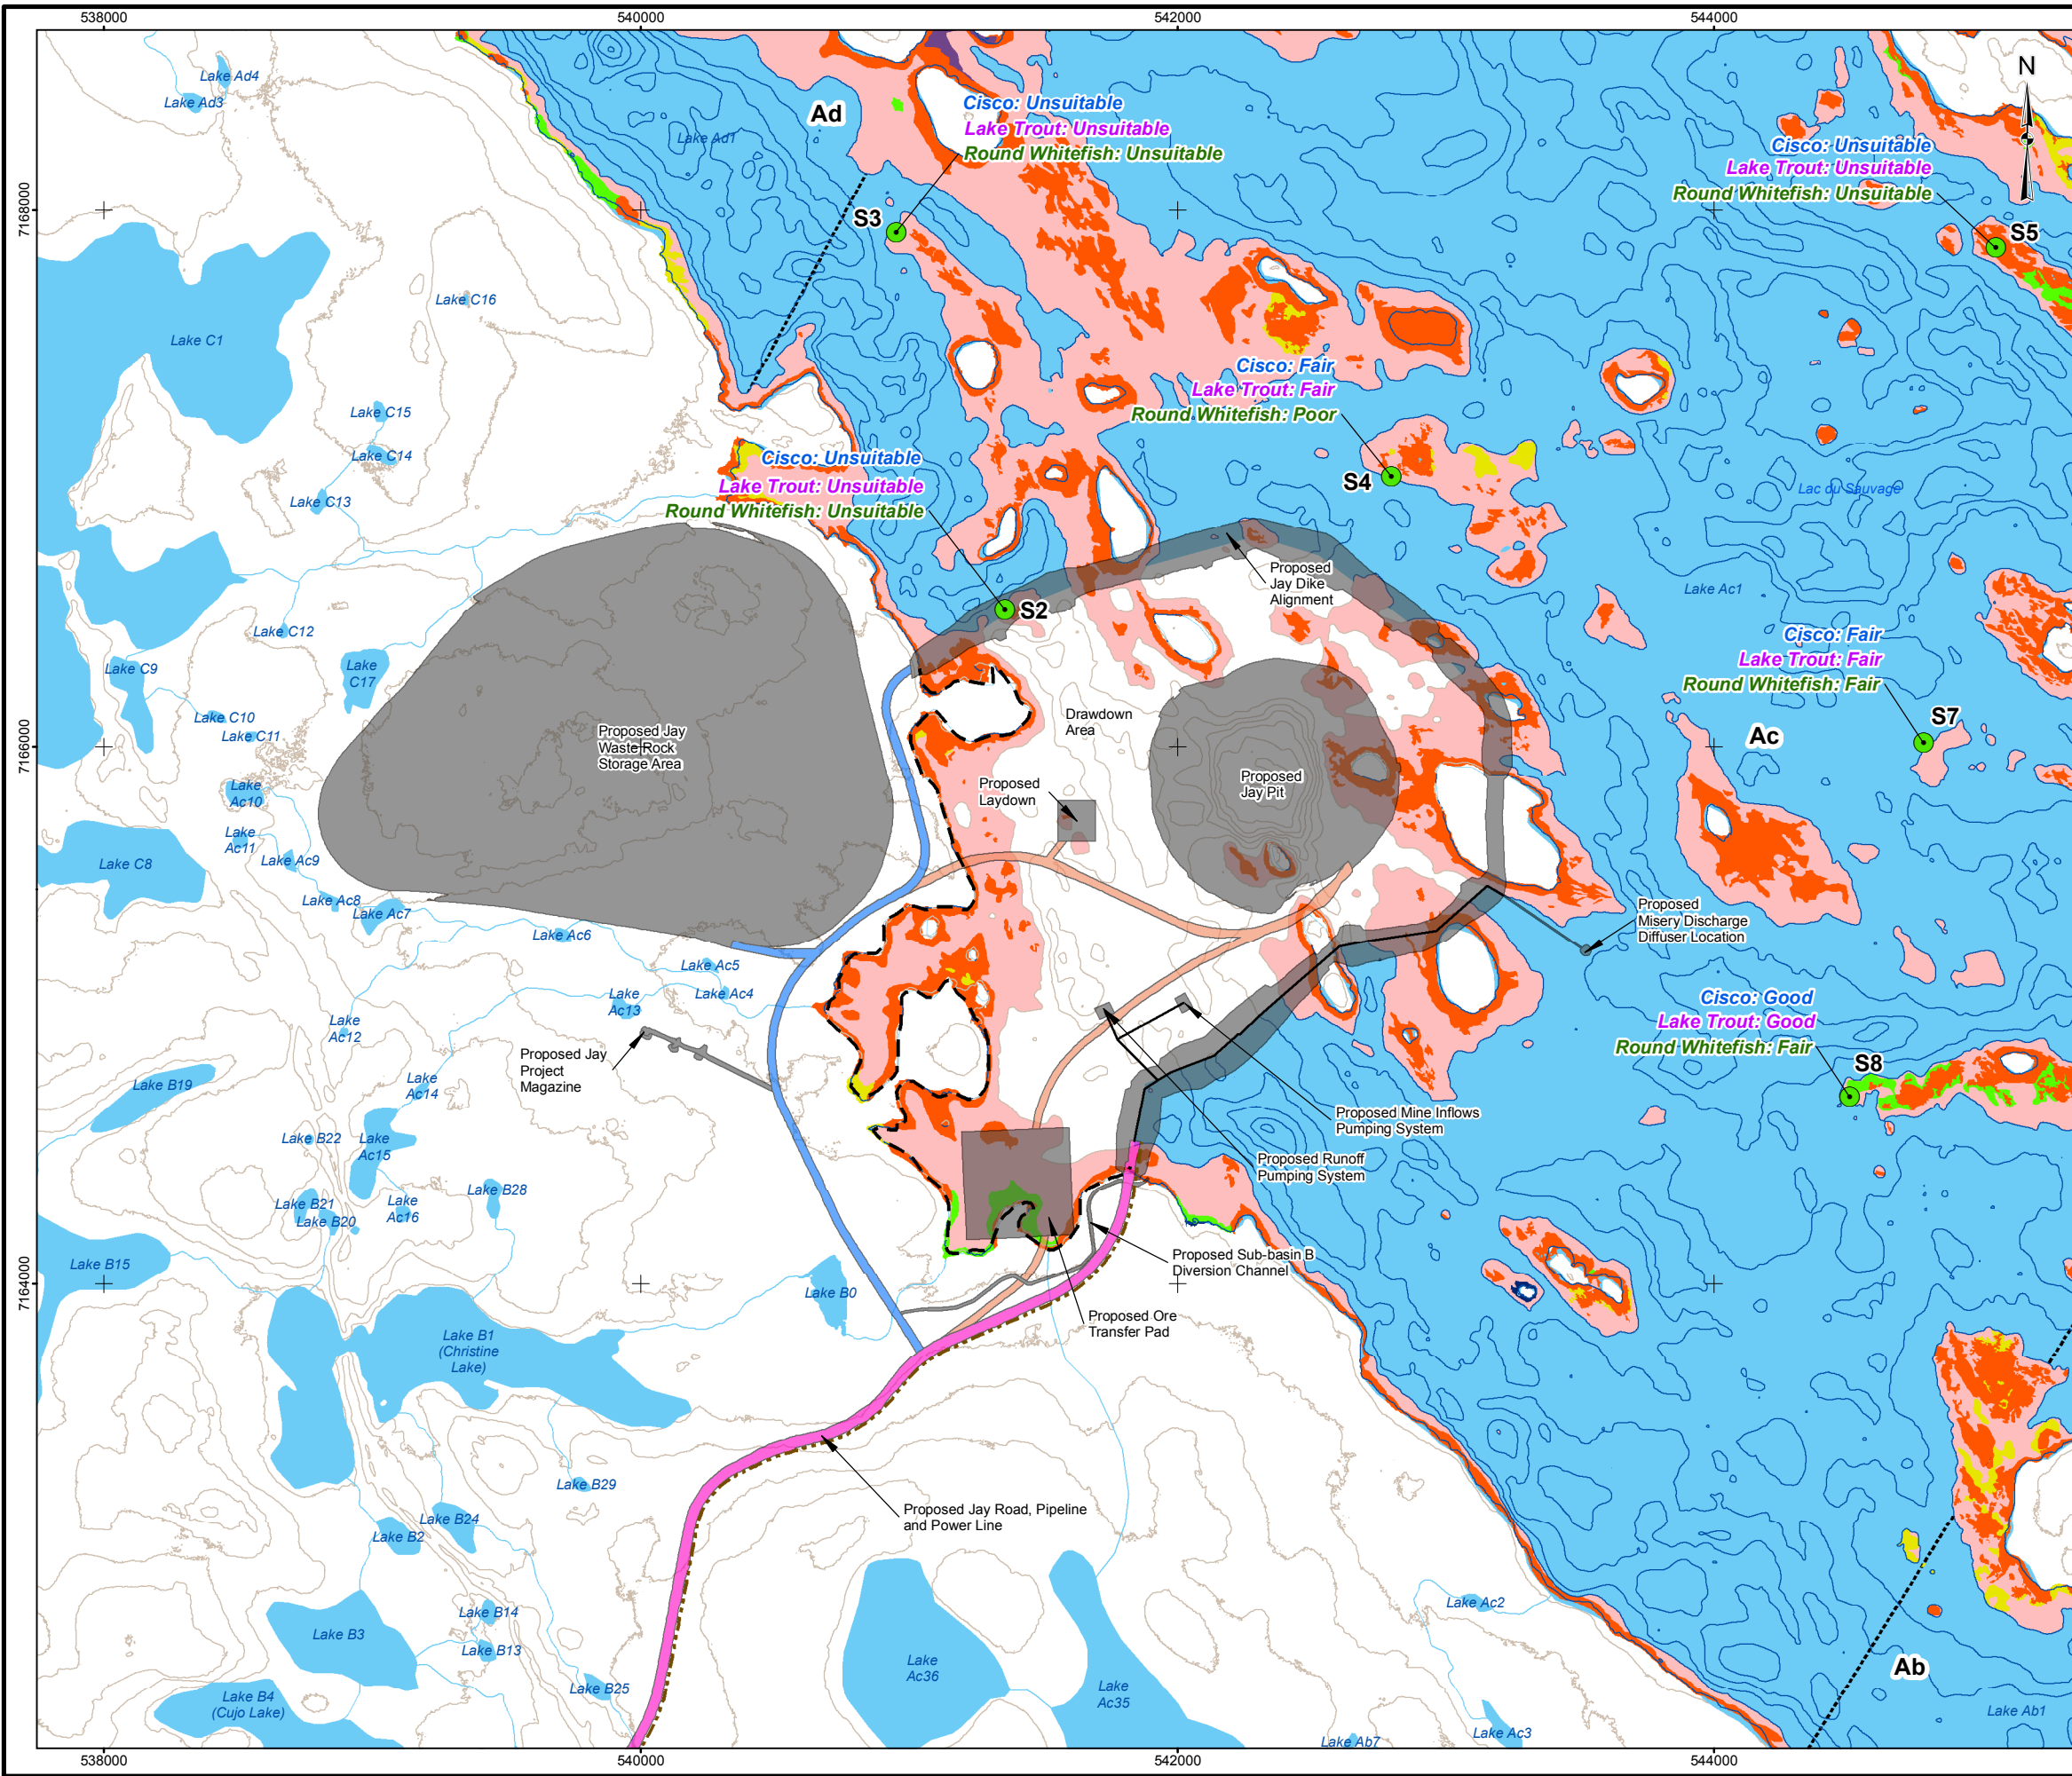 538000
540000
542000
544000
7168000
7166000
7164000
N
Lake Ad4
Lake Ad3
Ad
Lake Ad1
Cisco: Unsuitable
Lake Trout: Unsuitable
Round Whitefish: Unsuitable
S3
Cisco: Unsuitable
Lake Trout: Unsuitable
Round Whitefish: Unsuitable
S5
Lake C16
Lake C1
Cisco: Fair
Lake Trout: Fair
Round Whitefish: Poor
S4
Lake C15
Lake C14
Lake C13
Cisco: Unsuitable
Lake Trout: Unsuitable
Round Whitefish: Unsuitable
S2
Lac du Sauvage
Proposed
Jay Dike
Alignment
Lake Ac1
Lake C12
Lake C9
Lake
C17
Cisco: Fair
Lake Trout: Fair
Round Whitefish: Fair
S7
Ac
Lake C10
Lake C11
Proposed Jay
Waste Rock
Storage Area
Drawdown
Area
Proposed
Laydown
Proposed
Jay Pit
Lake
Ac10
Lake
Ac11
Lake Ac9
Lake C8
Lake Ac8
Lake Ac7
Lake Ac6
Proposed
Misery Discharge
Diffuser Location
Lake Ac5
Lake Ac4
Lake
Ac13
Lake
Ac12
Cisco: Good
Lake Trout: Good
Round Whitefish: Fair
S8
Proposed Jay
Project
Magazine
Lake B19
Lake
Ac14
Proposed Mine Inflows
Pumping System
Lake B22
Lake
Ac15
Proposed Runoff
Pumping System
Lake B28
Lake B21
Lake B20
Lake
Ac16
Lake B15
Proposed Sub-basin B
Diversion Channel
Lake B0
Proposed Ore
Transfer Pad
Lake B1
(Christine
Lake)
Lake B29
Proposed Jay Road, Pipeline
and Power Line
Lake B24
Lake B2
Lake B14
Lake B3
Lake B13
Lake Ac2
Lake B25
Lake
Ac36
Lake
Ac35
Ab
Lake B4
(Cujo Lake)
Lake Ab1
Lake Ac3
Lake Ab7
538000
540000
542000
544000